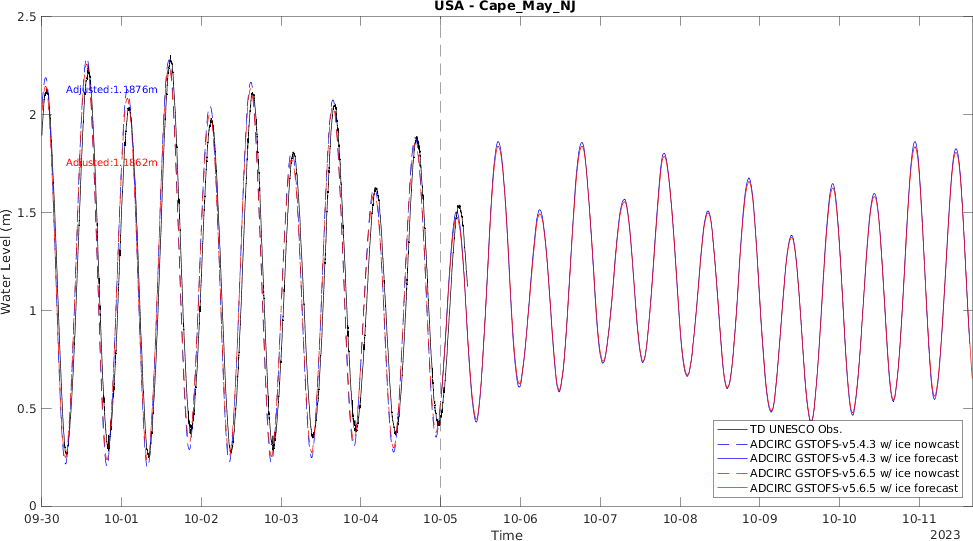 USA - Cape_May_NJ
2.5
2
1.5
1
0.5
0
Water Level (m)
Adjusted:1.1876m
Adjusted:1.1862m
TD UNESCO Obs.
ADCIRC GSTOFS-v5.4.3 w/ ice nowcast
ADCIRC GSTOFS-v5.4.3 w/ ice forecast
ADCIRC GSTOFS-v5.6.5 w/ ice nowcast
ADCIRC GSTOFS-v5.6.5 w/ ice forecast
09-30 10-01 10-02 10-03 10-04 10-05 10-06 10-07 10-08 10-09 10-10 10-11
Time
2023